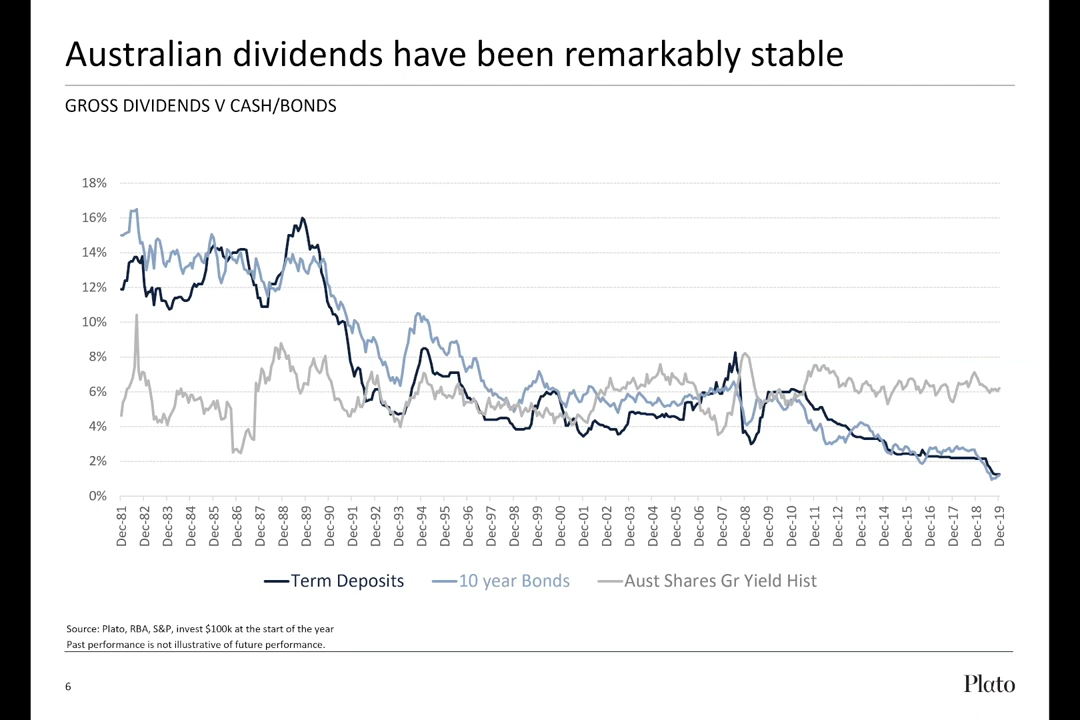 Australian dividends have been remarkably stable
GROSS DIVIDENDS V CASH/BONDS
18%
16%
14%
12%
10%
8%
6%
4%
2%
0%
Dec-81
Dec-82
Dec-83
Dec-84
Dec-85
Dec-86
Dec-87
Dec-88
Dec-89
Dec-90
Dec-91
Dec-92
Dec-93
Dec-94
Dec-95
Dec-96
Dec-97
Dec-98
Dec-99
Dec-00
Dec-01
Dec-02
Dec-03
Dec-04
Dec-05
Dec-06
Dec-07
Dec-08
Dec-09
Dec-10
Dec-11
Dec-12
Dec-13
Dec-14
Dec-15
Dec-16
Dec-17
Dec-18
Dec-19
Term Deposits 10 year Bonds Aust Shares Gr Yield Hist
Source: Plato, RBA, S&P, invest $100k at the start of the year
Past performance is not illustrative of future performance.
6 Plato